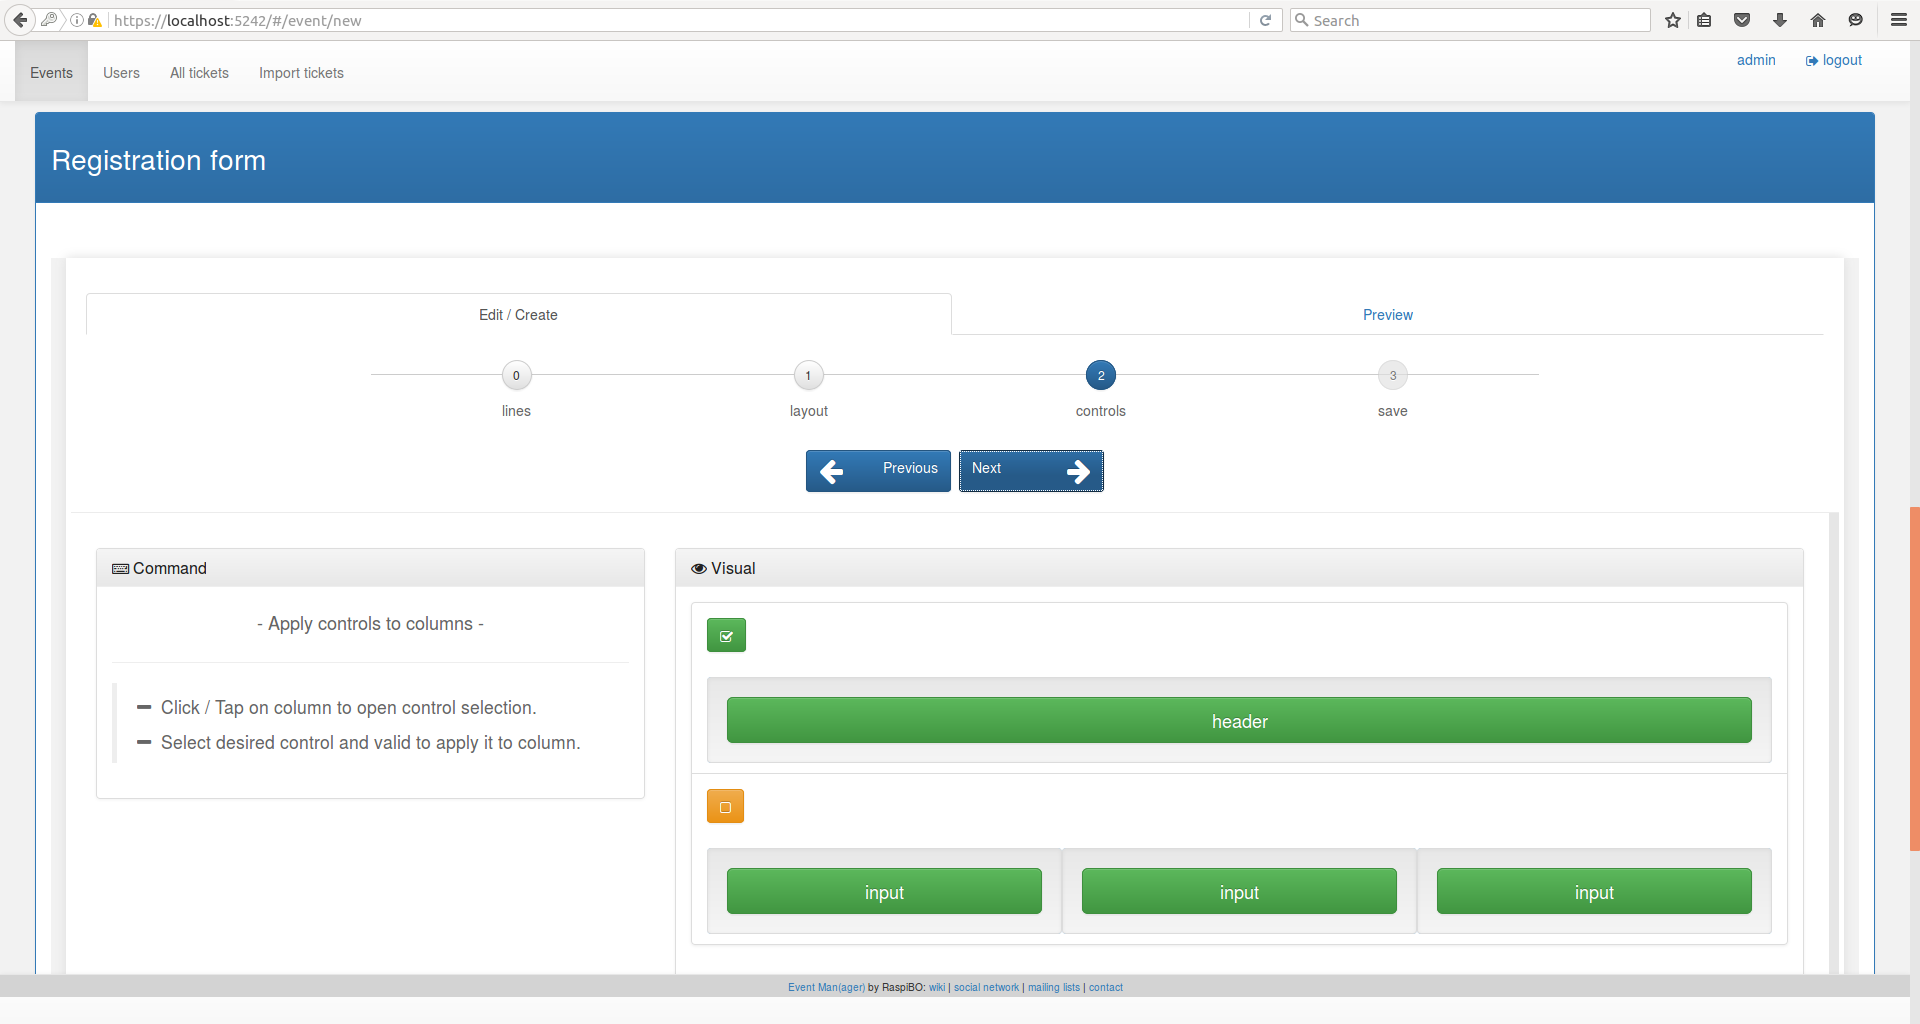 https://localhost:5242/#/event/new
Search
Events Users All tickets Import tickets
admin logout
Registration form
Edit / Create Preview
0 1 2 3
lines layout controls save
Previous Next
Command
- Apply controls to columns -
Click / Tap on column to open control selection.
Select desired control and valid to apply it to column.
Visual
header
input input input
Event Man(ager) by RaspiBO: wiki | social network | mailing lists | contact